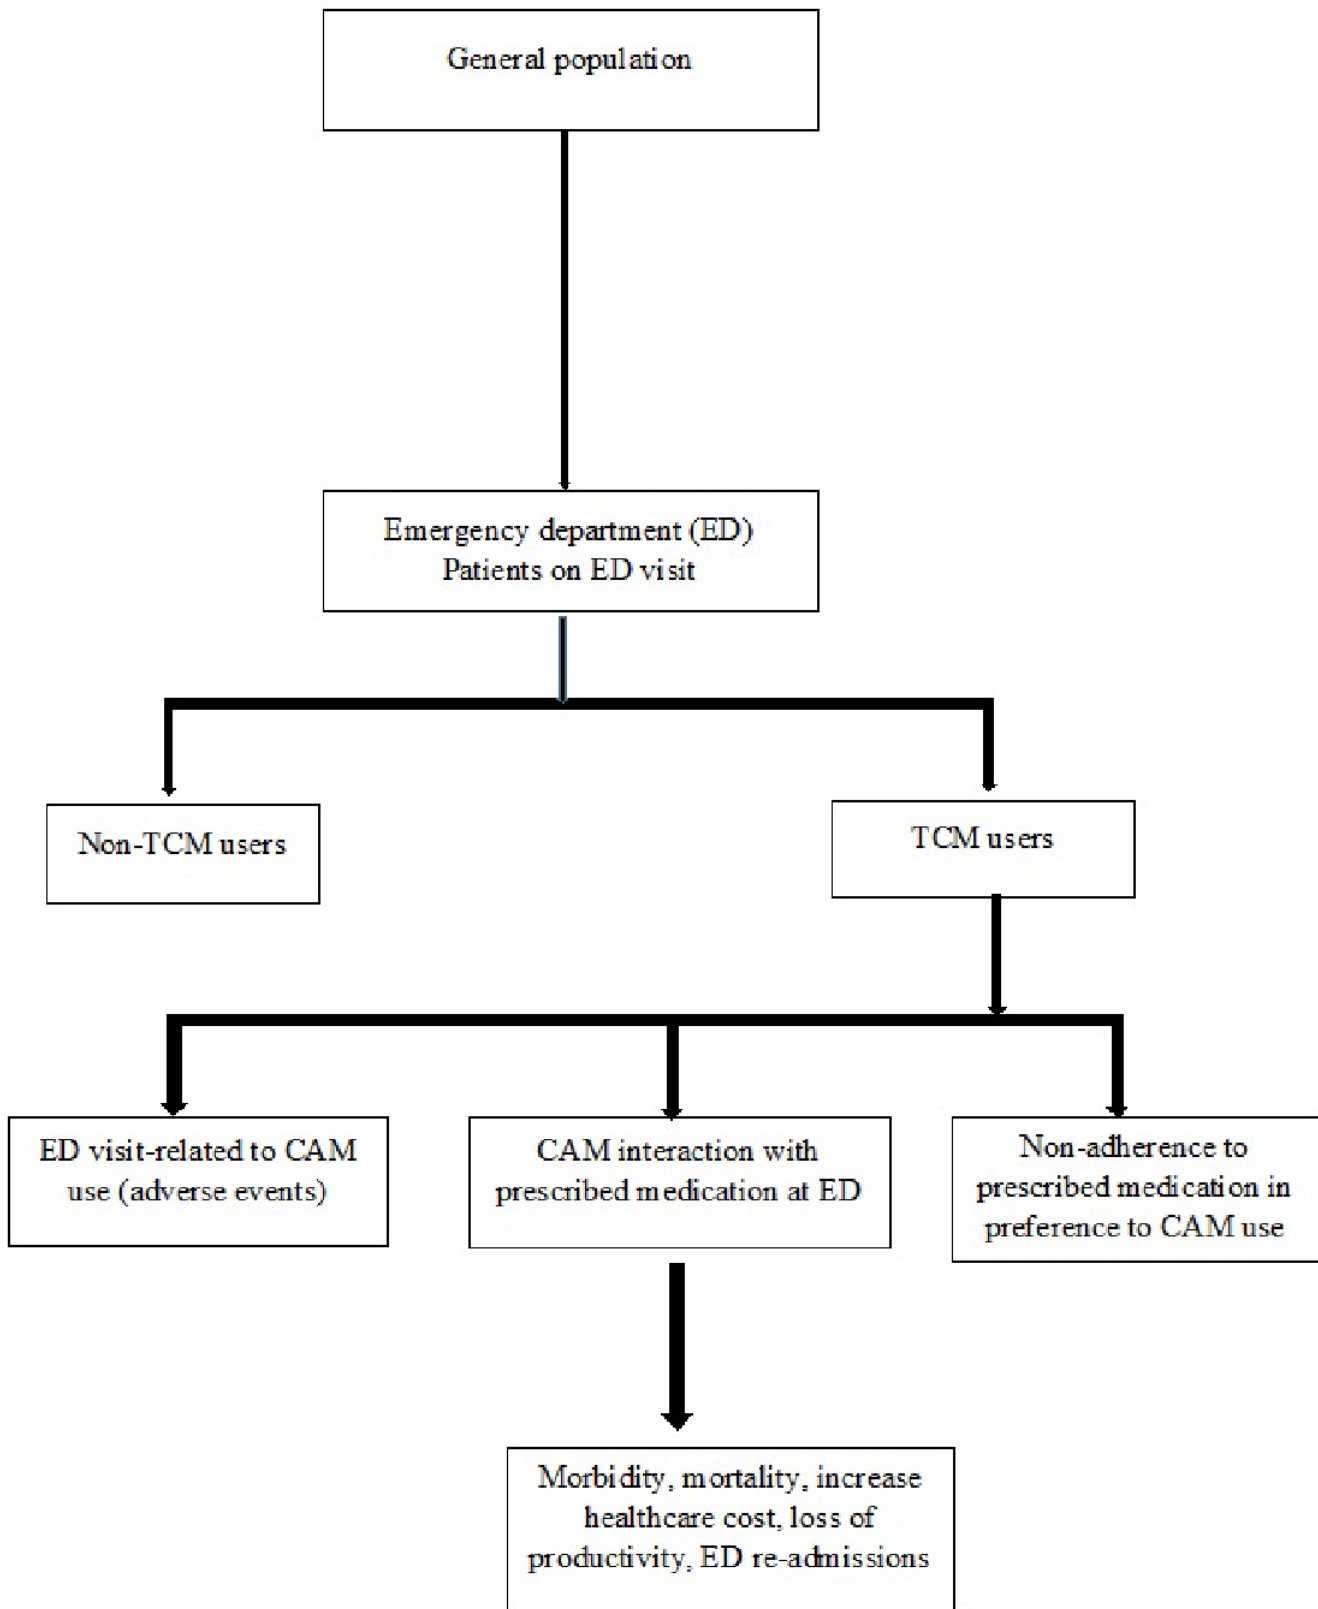 General population
Emergency department (ED)
Patients on ED visit
Non-TCM users
TCM users
ED visit-related to CAM
use (adverse events)
CAM interaction with
prescribed medication at ED
Non-adherence to
prescribed medication in
preference to CAM use
Morbidity, mortality, increase
healthcare cost, loss of
productivity, ED re-admissions